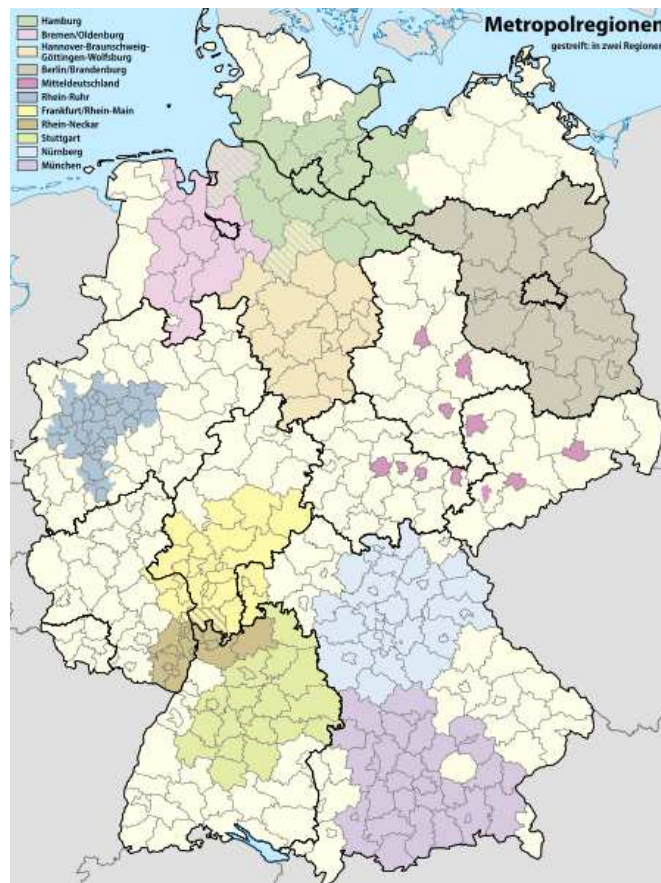 Metropolregionen
gestreift: in zwei Regionen
Hamburg
Bremen/Oldenburg
Hannover-Braunschweig-
Göttingen-Wolfsburg
Berlin/Brandenburg
Mitteldeutschland
Rhein-Ruhr
Frankfurt/Rhein-Main
Rhein-Neckar
Stuttgart
Nürnberg
München